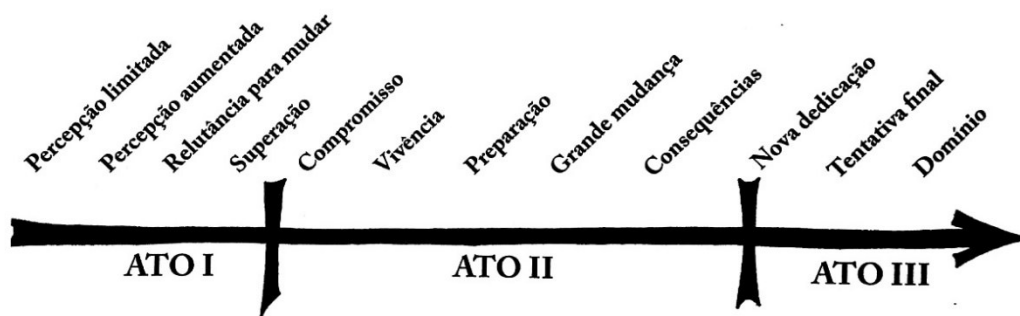 Percepção limitada
Percepção aumentada
Relutância para mudar
Superação
Compromisso
Vivência
Preparação
Grande mudança
Consequências
Nova dedicação
Tentativa final
Domínio
ATO I
ATO II
ATO III